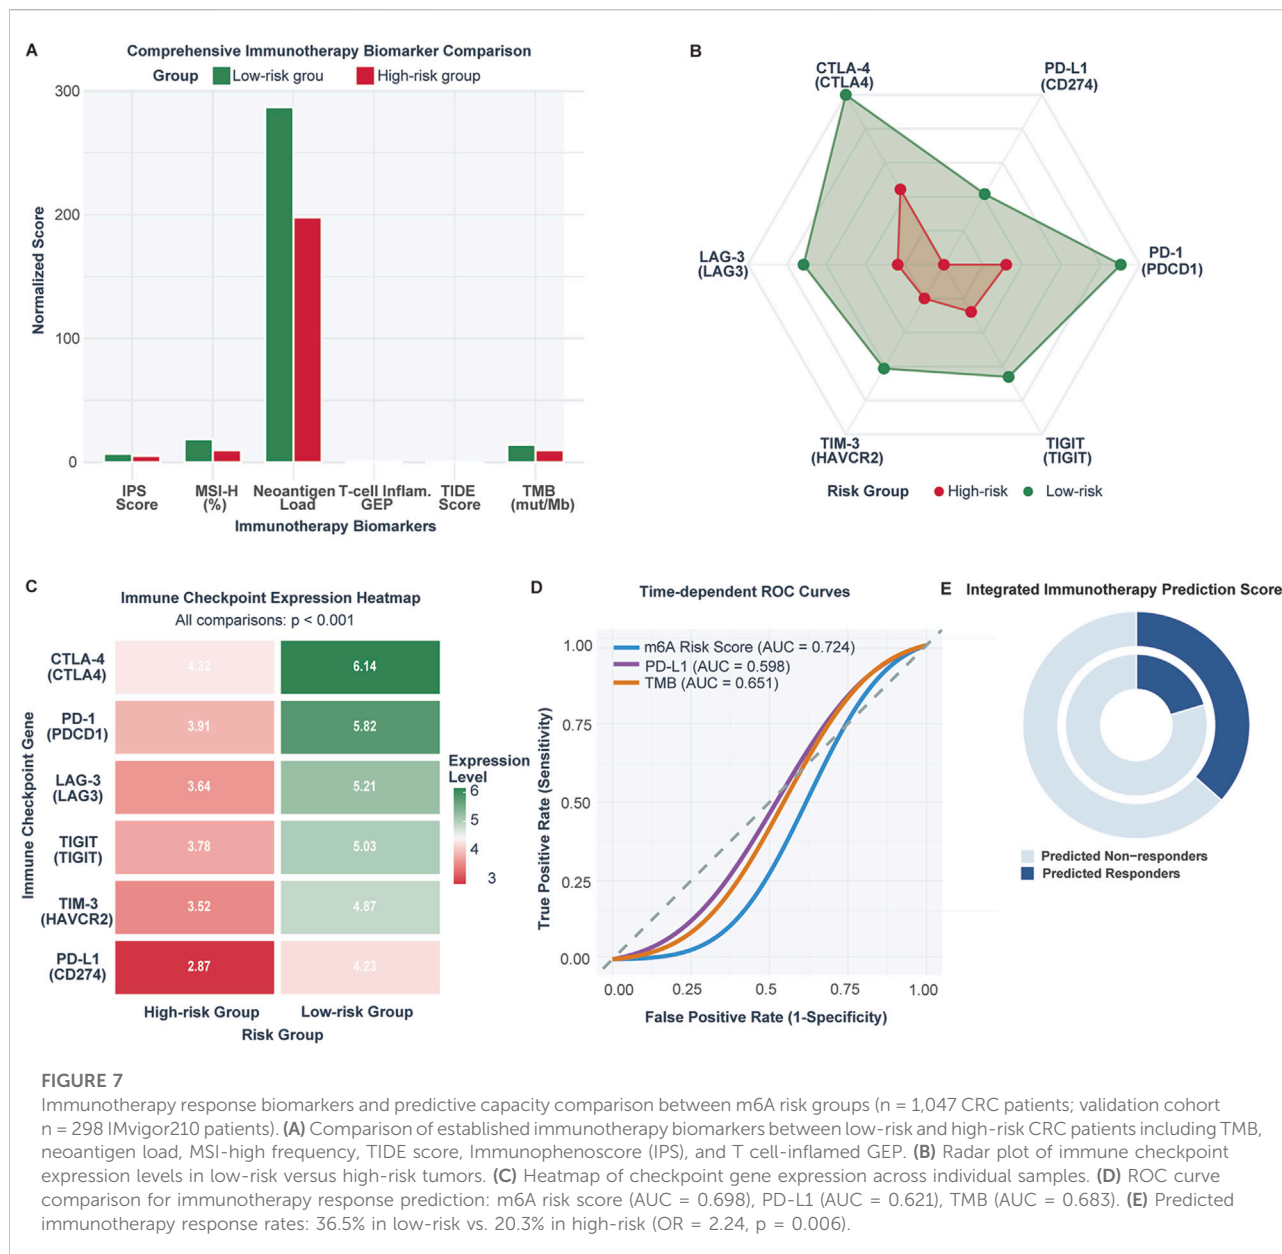 A
Comprehensive Immunotherapy Biomarker Comparison
Group
Low-risk grou
High-risk group
Normalized Score
300
200
100
0
IPS
Score
MSI-H
(%)
Neoantigen
Load
T-cell Inflam.
GEP
TIDE
Score
TMB
(mut/Mb)
Immunotherapy Biomarkers
B
CTLA-4
(CTLA4)
PD-L1
(CD274)
LAG-3
(LAG3)
PD-1
(PDCD1)
TIM-3
(HAVCR2)
TIGIT
(TIGIT)
Risk Group
High-risk
Low-risk
C
Immune Checkpoint Expression Heatmap
All comparisons: p < 0.001
Immune Checkpoint Gene
CTLA-4
(CTLA4)
4.32
6.14
PD-1
(PDCD1)
3.91
5.82
LAG-3
(LAG3)
3.64
5.21
TIGIT
(TIGIT)
3.78
5.03
TIM-3
(HAVCR2)
3.52
4.87
PD-L1
(CD274)
2.87
4.23
High-risk Group
Low-risk Group
Risk Group
Expression
Level
6
5
4
3
D
Time-dependent ROC Curves
m6A Risk Score (AUC = 0.724)
PD-L1 (AUC = 0.598)
TMB (AUC = 0.651)
True Positive Rate (Sensitivity)
1.00
0.75
0.50
0.25
0.00
0.00
0.25
0.5
0.75
1.00
False Positive Rate (1-Specificity)
E
Integrated Immunotherapy Prediction Score
Predicted Non-responders
Predicted Responders
FIGURE 7
Immunotherapy response biomarkers and predictive capacity comparison between m6A risk groups (n = 1,047 CRC patients; validation cohort
n = 298 IMvigor210 patients). (A) Comparison of established immunotherapy biomarkers between low-risk and high-risk CRC patients including TMB,
neoantigen load, MSI-high frequency, TIDE score, Immunophenoscore (IPS), and T cell-inflamed GEP. (B) Radar plot of immune checkpoint
expression levels in low-risk versus high-risk tumors. (C) Heatmap of checkpoint gene expression across individual samples. (D) ROC curve
comparison for immunotherapy response prediction: m6A risk score (AUC = 0.698), PD-L1 (AUC = 0.621), TMB (AUC = 0.683). (E) Predicted
immunotherapy response rates: 36.5% in low-risk vs. 20.3% in high-risk (OR = 2.24, p = 0.006).